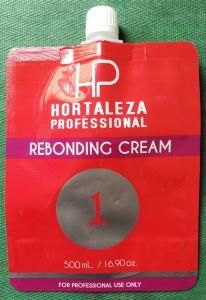 HP
HORTALEZA
PROFESSIONAL
REBONDING CREAM
1
500 mL. / 16.90 oz.
FOR PROFESSIONAL USE ONLY